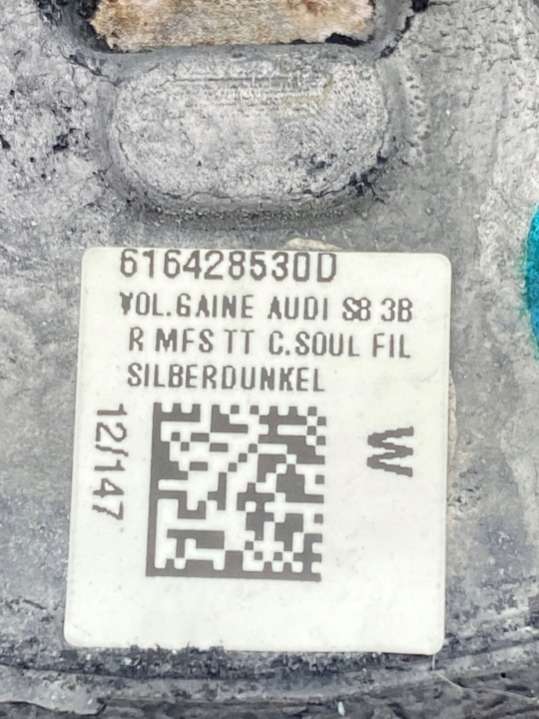 616428530D
VOL.GAINE AUDI S8 3B
R MFS TT C.SOUL FIL
SILBERDUNKEL
12/147
W